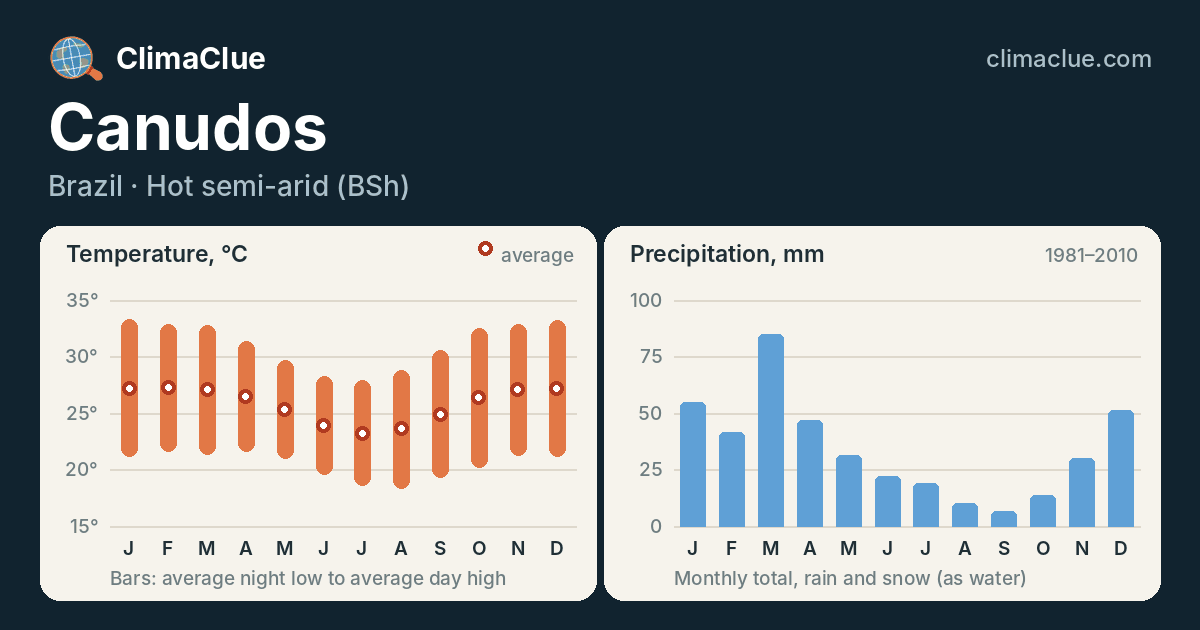 ClimaClue
climaclue.com
Canudos
Brazil · Hot semi-arid (BSh)
Temperature, °C
average
35°
30°
25°
20°
15°
J F M A M J J A S O N D
Bars: average night low to average day high
Precipitation, mm
1981–2010
100
75
50
25
0
J F M A M J J A S O N D
Monthly total, rain and snow (as water)